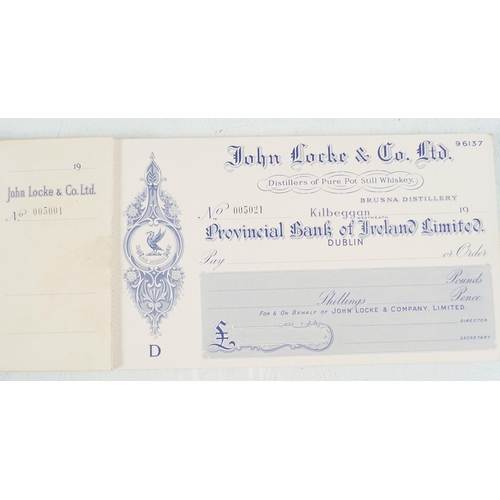 19
John Locke & Co. Ltd.
No 005001
96137
John Locke & Co. Ltd.
Distillers of Pure Pot Still Whiskey.
BRUSNA DISTILLERY
No 005021 Kilbeggan 19
Provincial Bank of Ireland Limited.
DUBLIN
Pay or Order
Pounds
Shillings Pence
FOR & ON BEHALF OF JOHN LOCKE & COMPANY, LIMITED.
£
DIRECTOR
SECRETARY
D